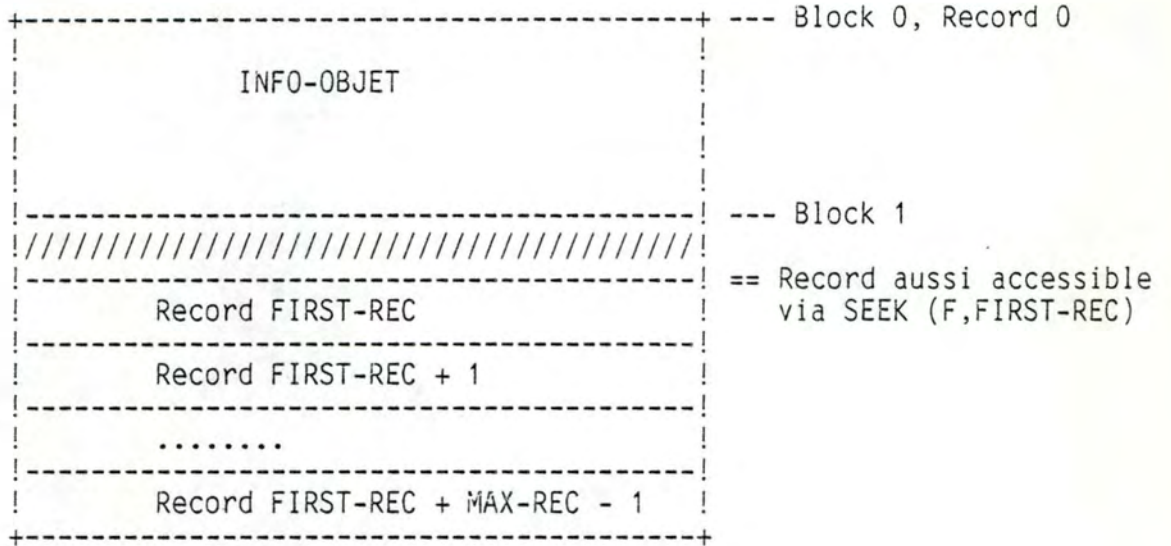 +------------------------------------------+ --- Block 0, Record 0
INFO-OBJET
!------------------------------------------! --- Block 1
!//////////////////////////////////////////!
!------------------------------------------! == Record aussi accessible
Record FIRST-REC via SEEK (F,FIRST-REC)
Record FIRST-REC + 1
........
Record FIRST-REC + MAX-REC - 1